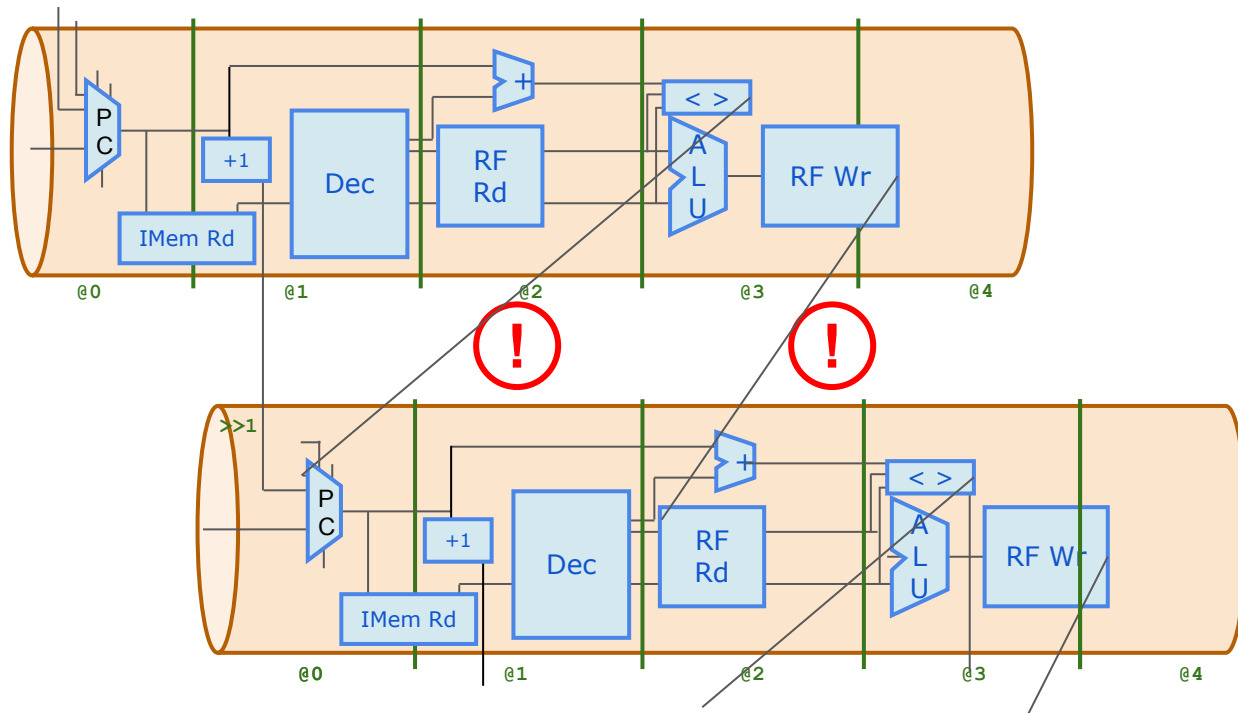 P
C
+1
IMem Rd
Dec
RF
Rd
+
< >
A
L
U
RF Wr
@0
@1
@2
@3
@4
!
!
>>1
P
C
+1
IMem Rd
Dec
RF
Rd
+
< >
A
L
U
RF Wr
@0
@1
@2
@3
@4